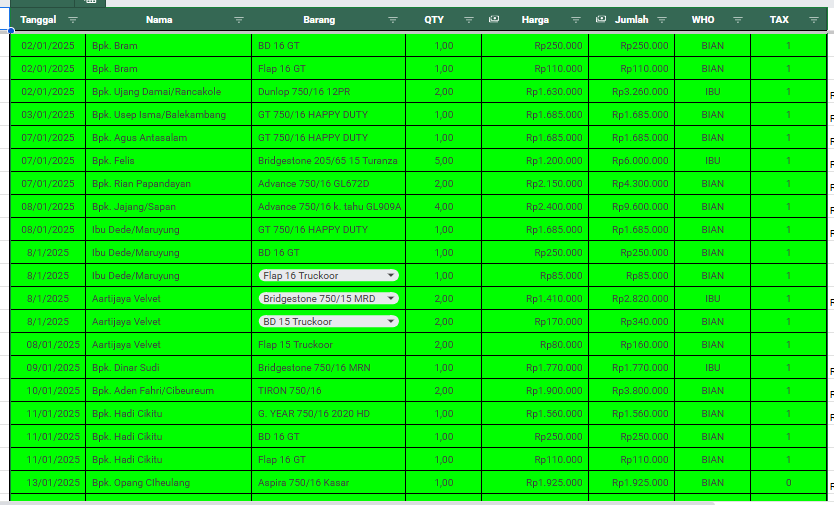 Tanggal Nama Barang QTY Harga Jumlah WHO TAX
02/01/2025 Bpk. Bram BD 16 GT 1,00 Rp250.000 Rp250.000 BIAN 1
02/01/2025 Bpk. Bram Flap 16 GT 1,00 Rp110.000 Rp110.000 BIAN 1
02/01/2025 Bpk. Ujang Damai/Rancakole Dunlop 750/16 12PR 2,00 Rp1.630.000 Rp3.260.000 IBU 1
03/01/2025 Bpk. Usep Isma/Balekambang GT 750/16 HAPPY DUTY 1,00 Rp1.685.000 Rp1.685.000 BIAN 1
07/01/2025 Bpk. Agus Antasalam GT 750/16 HAPPY DUTY 1,00 Rp1.685.000 Rp1.685.000 BIAN 1
07/01/2025 Bpk. Felis Bridgestone 205/65 15 Turanza 5,00 Rp1.200.000 Rp6.000.000 IBU 1
07/01/2025 Bpk. Rian Papandayan Advance 750/16 GL672D 2,00 Rp2.150.000 Rp4.300.000 BIAN 1
08/01/2025 Bpk. Jajang/Sapan Advance 750/16 k. tahu GL909A 4,00 Rp2.400.000 Rp9.600.000 BIAN 1
08/01/2025 Ibu Dede/Maruyung GT 750/16 HAPPY DUTY 1,00 Rp1.685.000 Rp1.685.000 BIAN 1
8/1/2025 Ibu Dede/Maruyung BD 16 GT 1,00 Rp250.000 Rp250.000 BIAN 1
8/1/2025 Ibu Dede/Maruyung Flap 16 Truckoor 1,00 Rp85.000 Rp85.000 BIAN 1
8/1/2025 Aartijaya Velvet Bridgestone 750/15 MRD 2,00 Rp1.410.000 Rp2.820.000 IBU 1
8/1/2025 Aartijaya Velvet BD 15 Truckoor 2,00 Rp170.000 Rp340.000 BIAN 1
08/01/2025 Aartijaya Velvet Flap 15 Truckoor 2,00 Rp80.000 Rp160.000 BIAN 1
09/01/2025 Bpk. Dinar Sudi Bridgestone 750/16 MRN 1,00 Rp1.770.000 Rp1.770.000 IBU 1
10/01/2025 Bpk. Aden Fahri/Cibeureum TIRON 750/16 2,00 Rp1.900.000 Rp3.800.000 BIAN 1
11/01/2025 Bpk. Hadi Cikitu G. YEAR 750/16 2020 HD 1,00 Rp1.560.000 Rp1.560.000 BIAN 1
11/01/2025 Bpk. Hadi Cikitu BD 16 GT 1,00 Rp250.000 Rp250.000 BIAN 1
11/01/2025 Bpk. Hadi Cikitu Flap 16 GT 1,00 Rp110.000 Rp110.000 BIAN 1
13/01/2025 Bpk. Opang CIheulang Aspira 750/16 Kasar 1,00 Rp1.925.000 Rp1.925.000 BIAN 0